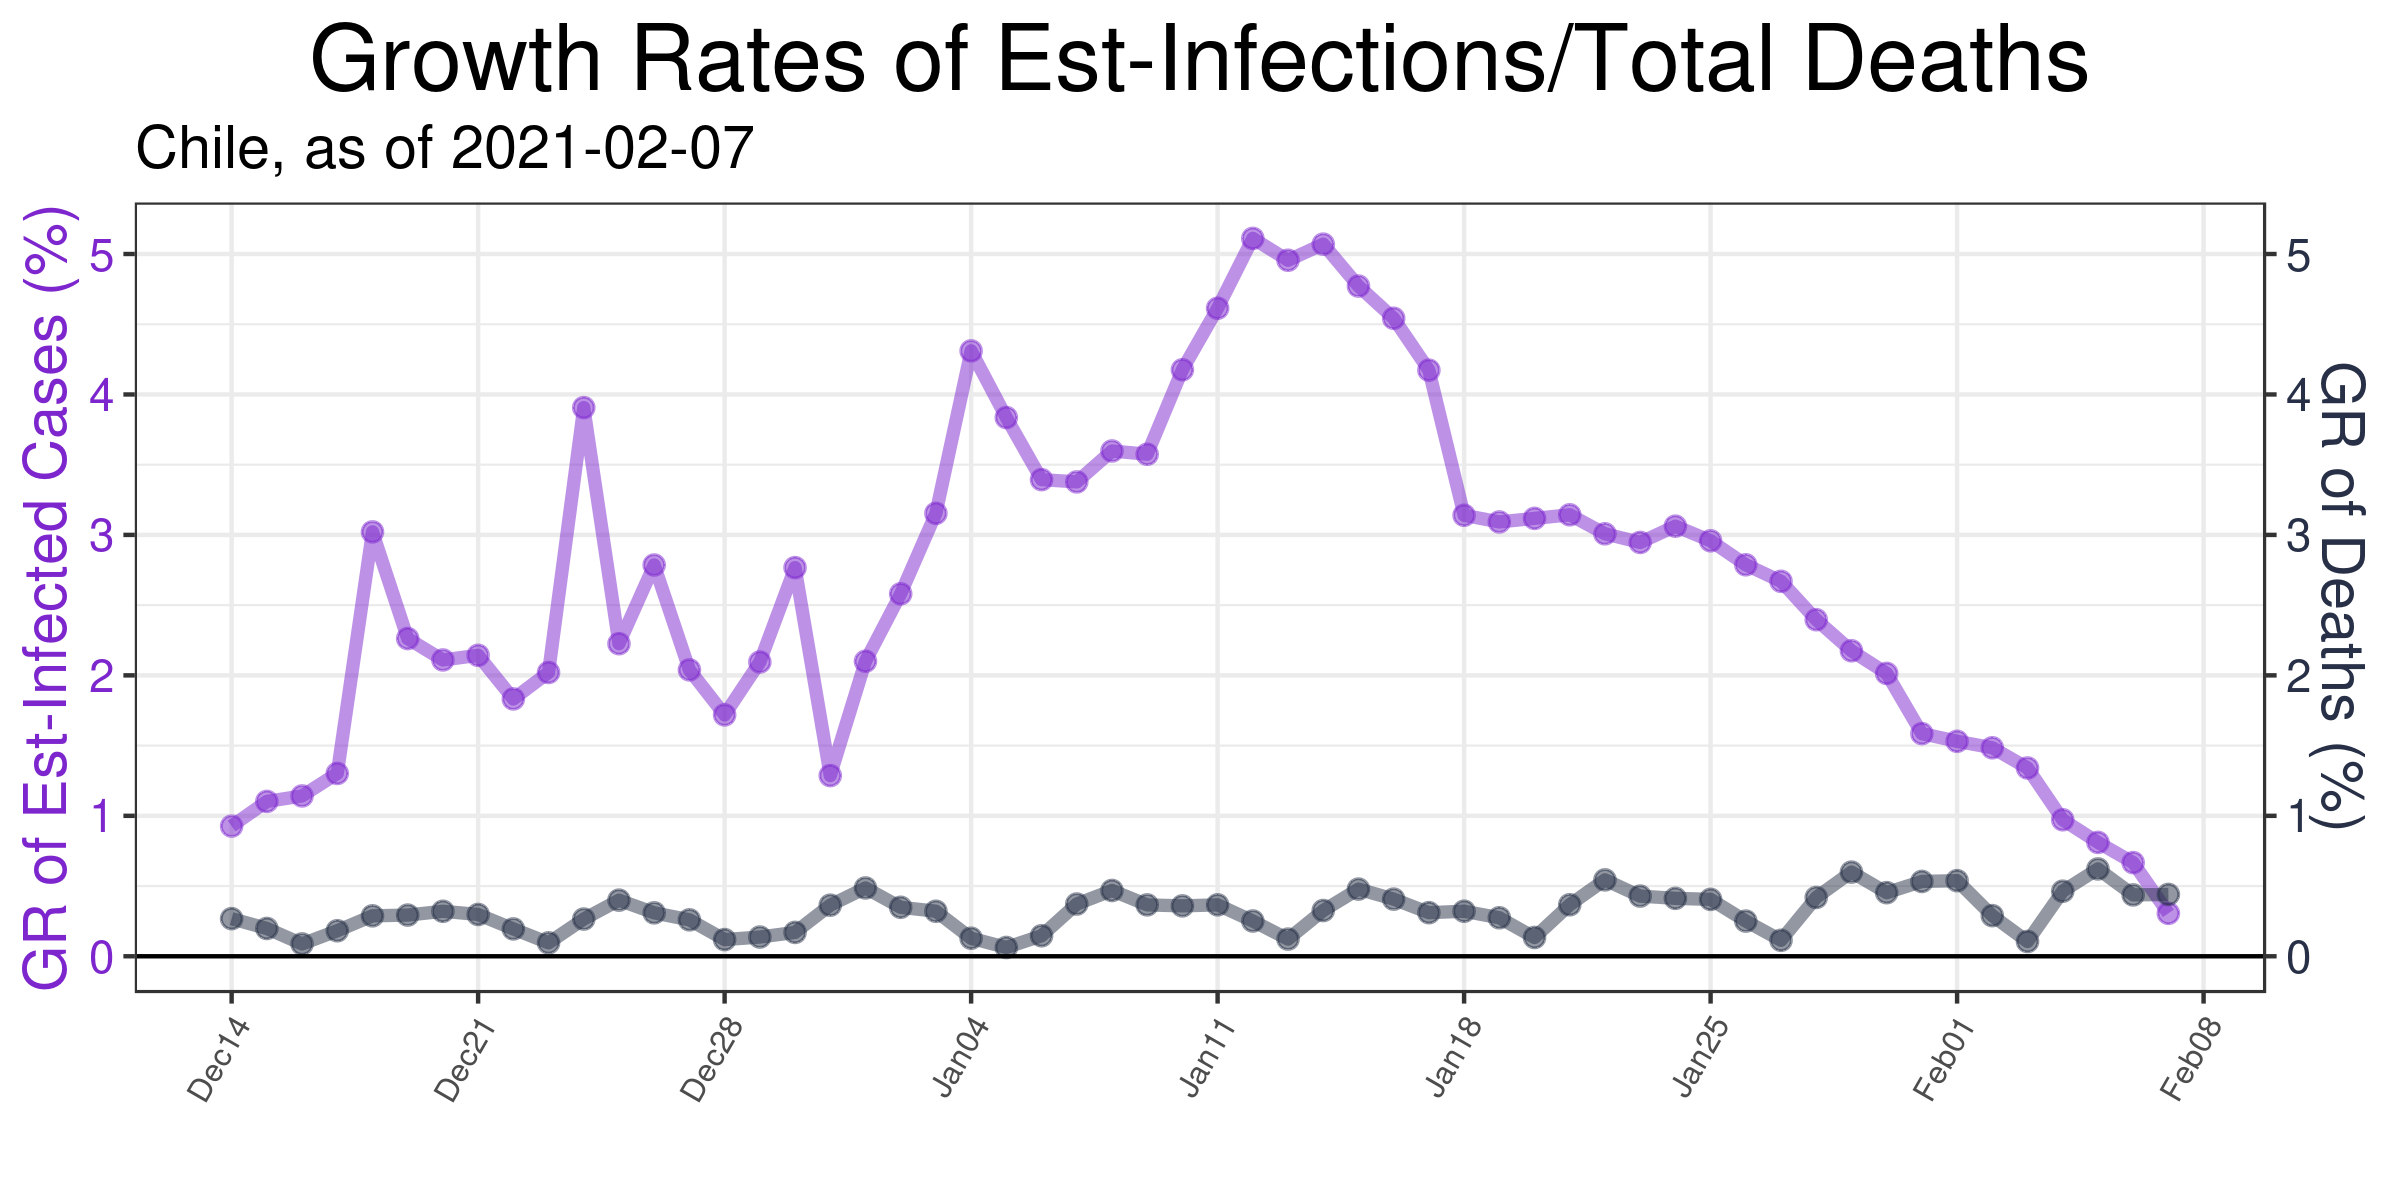 Growth Rates of Est-Infections/Total Deaths
Chile, as of 2021-02-07
GR of Est-Infected Cases (%)
5
4
3
2
1
0
5
4
3
2
1
0
GR of Deaths (%)
Dec14
Dec21
Dec28
Jan04
Jan11
Jan18
Jan25
Feb01
Feb08